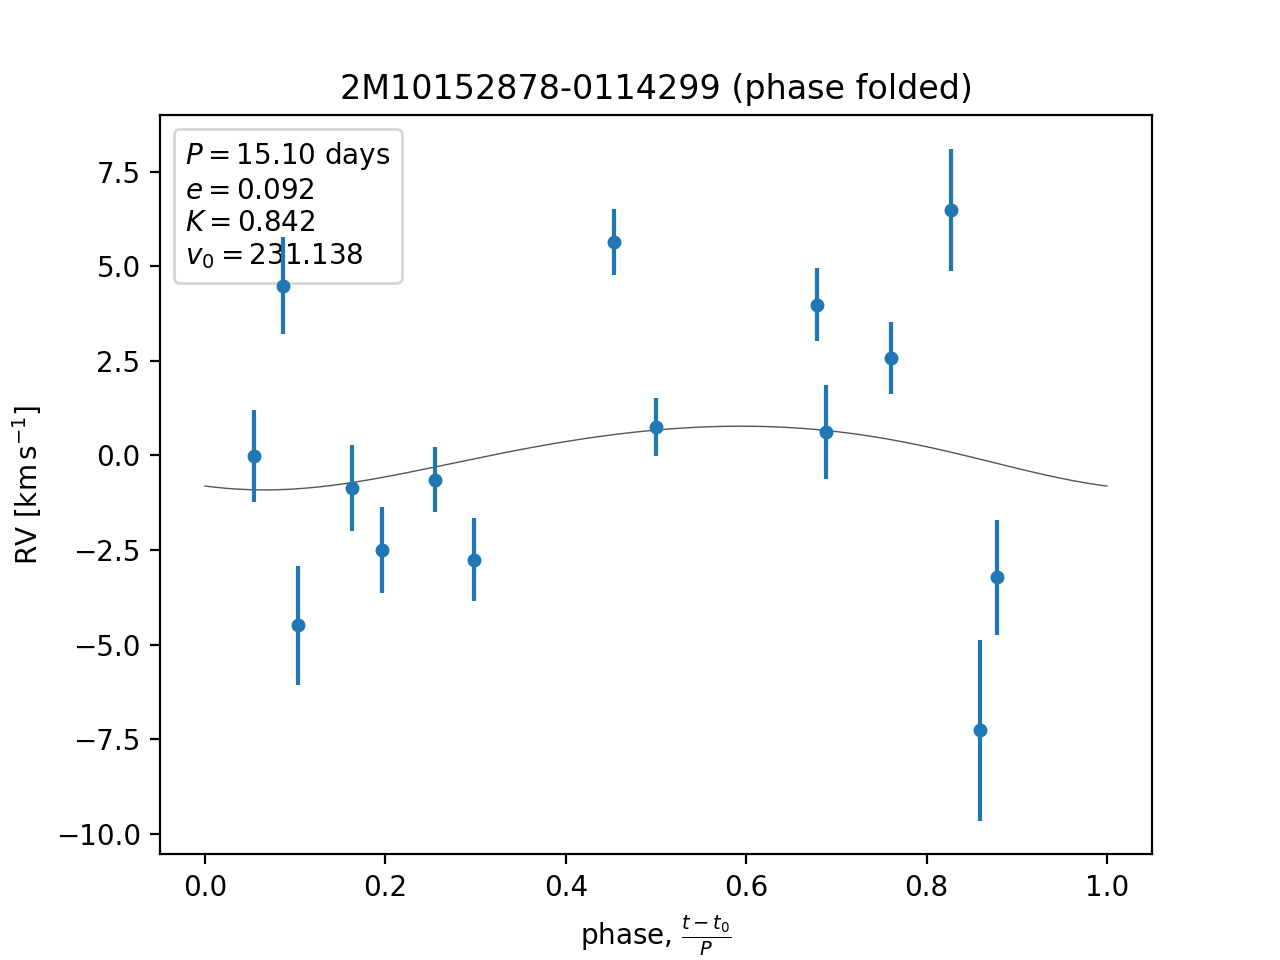 2M10152878-0114299 (phase folded)
P = 15.10 days
e = 0.092
K = 0.842
v₀ = 231.138
7.5
5.0
2.5
0.0
−2.5
−5.0
−7.5
−10.0
RV [km s⁻¹]
0.0 0.2 0.4 0.6 0.8 1.0
phase, (t − t₀)/P